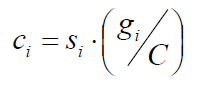 c_i = s_i · (g_i / C)